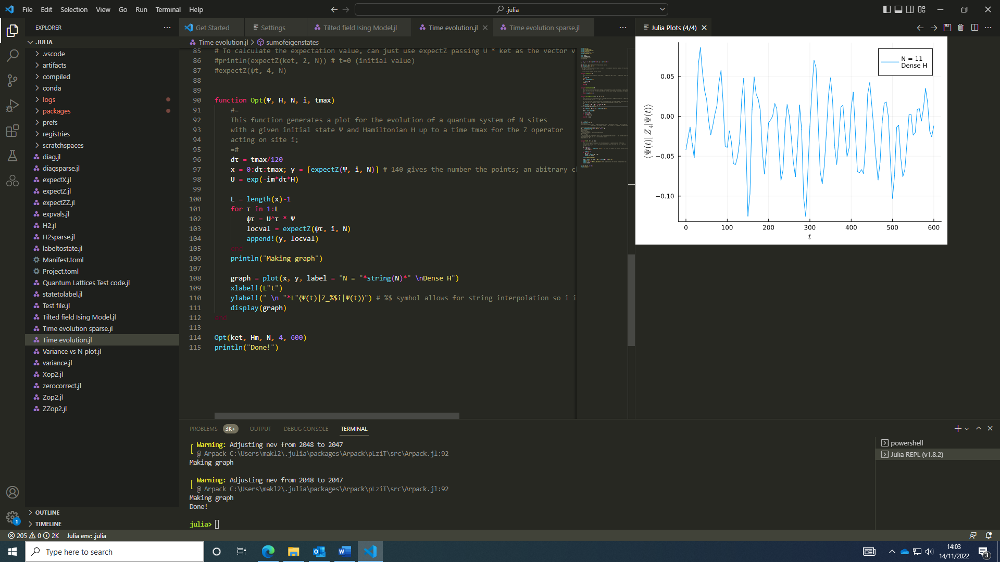 File Edit Selection View Go Run Terminal Help
.julia
EXPLORER
JULIA
.vscode
artifacts
compiled
conda
logs
packages
prefs
registries
scratchspaces
diag.jl
diagsparse.jl
expectX.jl
expectZ.jl
expectZZ.jl
expvals.jl
H2.jl
H2sparse.jl
labeltostate.jl
Manifest.toml
Project.toml
Quantum Lattices Test code.jl
statetolabel.jl
Test file.jl
Tilted field Ising Model.jl
Time evolution sparse.jl
Time evolution.jl
Variance vs N plot.jl
variance.jl
Xop2.jl
zerocorrect.jl
Zop2.jl
ZZop2.jl
OUTLINE
TIMELINE
Get Started Settings Tilted field Ising Model.jl Time evolution.jl Time evolution sparse.jl
Time evolution.jl > sumofeigenstates
85 # To calculate the expectation value, can just use expectZ passing U * ket as the vector v
86 #println(expectZ(ket, 2, N)) # t=0 (initial value)
87 #expectZ(ψt, 4, N)
88
89
90 function Opt(Ψ, H, N, i, tmax)
91 #=
92 This function generates a plot for the evolution of a quantum system of N sites
93 with a given initial state Ψ and Hamiltonian H up to a time tmax for the Z operator
94 acting on site i;
95 =#
96 dτ = tmax/120
97 x = 0:dτ:tmax; y = [expectZ(Ψ, i, N)] # 140 gives the number the points; an abitrary c
98 U = exp(-im*dτ*H)
99
100 L = length(x)-1
101 for τ in 1:L
102 ψτ = U^τ * Ψ
103 locval = expectZ(ψτ, i, N)
104 append!(y, locval)
105 end
106 println("Making graph")
107
108 graph = plot(x, y, label = "N = "*string(N)*" \nDense H")
109 xlabel!(L"t")
110 ylabel!(" \n "*L"⟨Ψ(t)|Z_%$i|Ψ(t)⟩") # %$ symbol allows for string interpolation so i i
111 display(graph)
112 end
113
114 Opt(ket, Hm, N, 4, 600)
115 println("Done!")
Julia Plots (4/4)
N = 11
Dense H
⟨Ψ(t)| Z₄|Ψ(t)⟩
0.05
0.00
−0.05
−0.10
0 100 200 300 400 500 600
t
PROBLEMS 3K+ OUTPUT DEBUG CONSOLE TERMINAL
Warning: Adjusting nev from 2048 to 2047
@ Arpack C:\Users\makl2\.julia\packages\Arpack\pLziT\src\Arpack.jl:92
Making graph
Warning: Adjusting nev from 2048 to 2047
@ Arpack C:\Users\makl2\.julia\packages\Arpack\pLziT\src\Arpack.jl:92
Making graph
Done!
julia>
powershell
Julia REPL (v1.8.2)
1
205 0 2K Julia env: .julia
Type here to search
14:03
14/11/2022
3